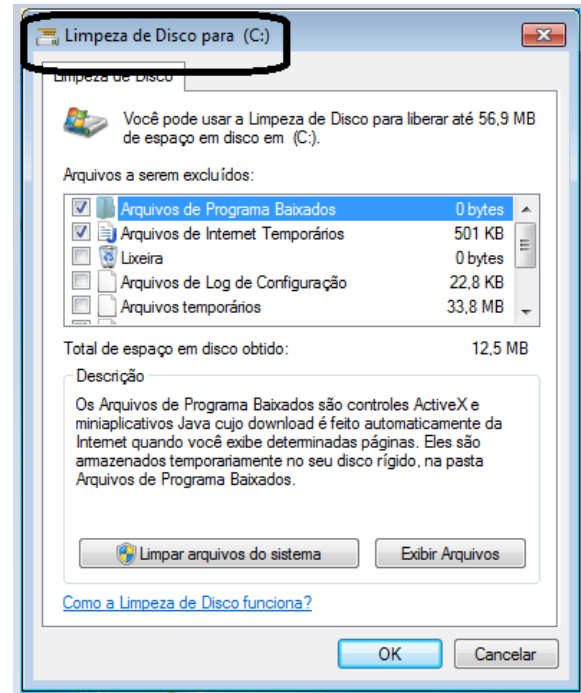 Limpeza de Disco para (C:)
Limpeza de Disco
Você pode usar a Limpeza de Disco para liberar até 56,9 MB
de espaço em disco em (C:).
Arquivos a serem excluídos:
Arquivos de Programa Baixados 0 bytes
Arquivos de Internet Temporários 501 KB
Lixeira 0 bytes
Arquivos de Log de Configuração 22,8 KB
Arquivos temporários 33,8 MB
Total de espaço em disco obtido: 12,5 MB
Descrição
Os Arquivos de Programa Baixados são controles ActiveX e
miniaplicativos Java cujo download é feito automaticamente da
Internet quando você exibe determinadas páginas. Eles são
armazenados temporariamente no seu disco rígido, na pasta
Arquivos de Programa Baixados.
Limpar arquivos do sistema Exibir Arquivos
Como a Limpeza de Disco funciona?
OK Cancelar